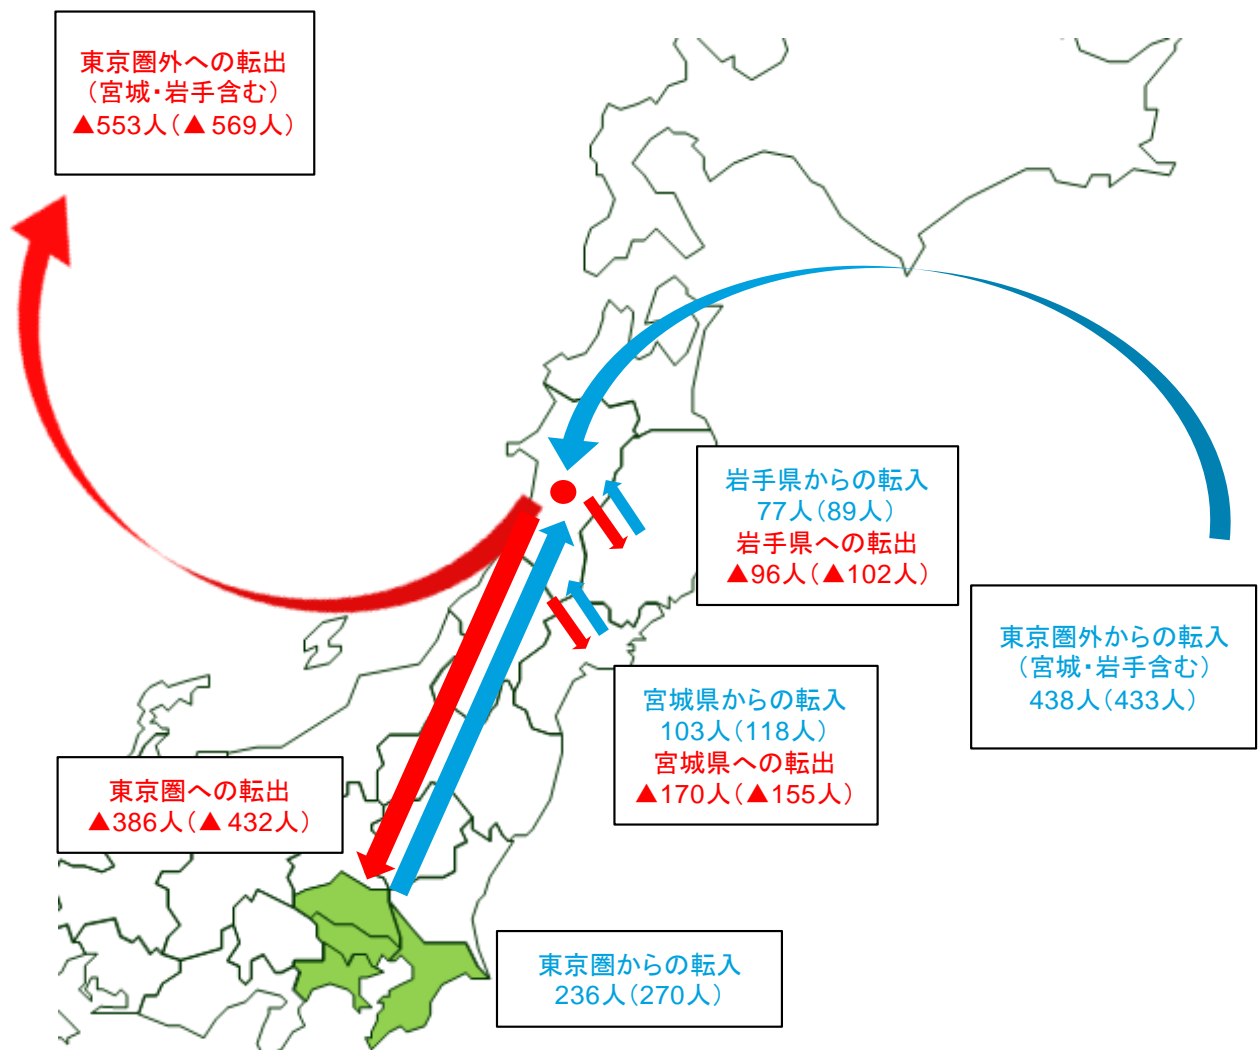 東京圏外への転出
（宮城・岩手含む）
▲553人（▲ 569人）
岩手県からの転入
77人（89人）
岩手県への転出
▲96人（▲102人）
東京圏外からの転入
（宮城・岩手含む）
438人（433人）
宮城県からの転入
103人（118人）
宮城県への転出
▲170人（▲155人）
東京圏への転出
▲386人（▲ 432人）
東京圏からの転入
236人（270人）